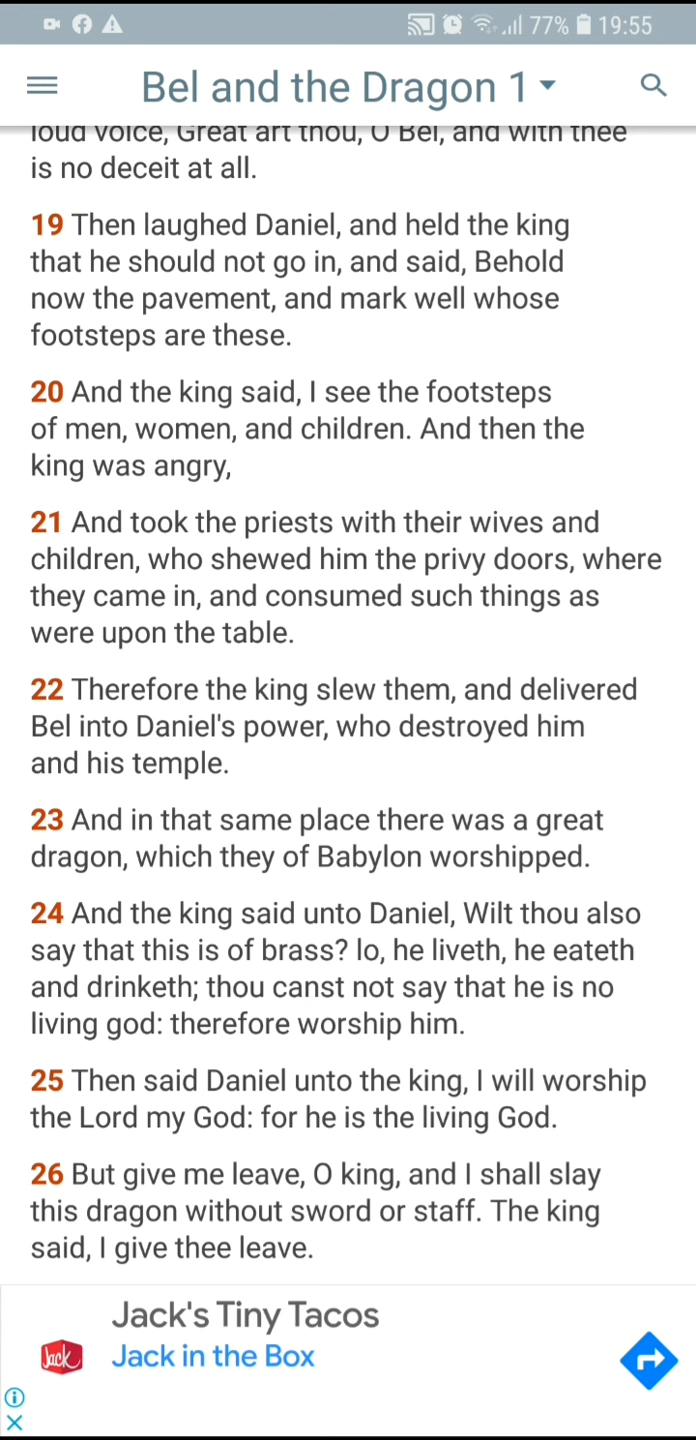 77% 19:55
Bel and the Dragon 1
loud voice, Great art thou, O Bel, and with thee
is no deceit at all.
19 Then laughed Daniel, and held the king
that he should not go in, and said, Behold
now the pavement, and mark well whose
footsteps are these.
20 And the king said, I see the footsteps
of men, women, and children. And then the
king was angry,
21 And took the priests with their wives and
children, who shewed him the privy doors, where
they came in, and consumed such things as
were upon the table.
22 Therefore the king slew them, and delivered
Bel into Daniel's power, who destroyed him
and his temple.
23 And in that same place there was a great
dragon, which they of Babylon worshipped.
24 And the king said unto Daniel, Wilt thou also
say that this is of brass? lo, he liveth, he eateth
and drinketh; thou canst not say that he is no
living god: therefore worship him.
25 Then said Daniel unto the king, I will worship
the Lord my God: for he is the living God.
26 But give me leave, O king, and I shall slay
this dragon without sword or staff. The king
said, I give thee leave.
Jack's Tiny Tacos
Jack
Jack in the Box